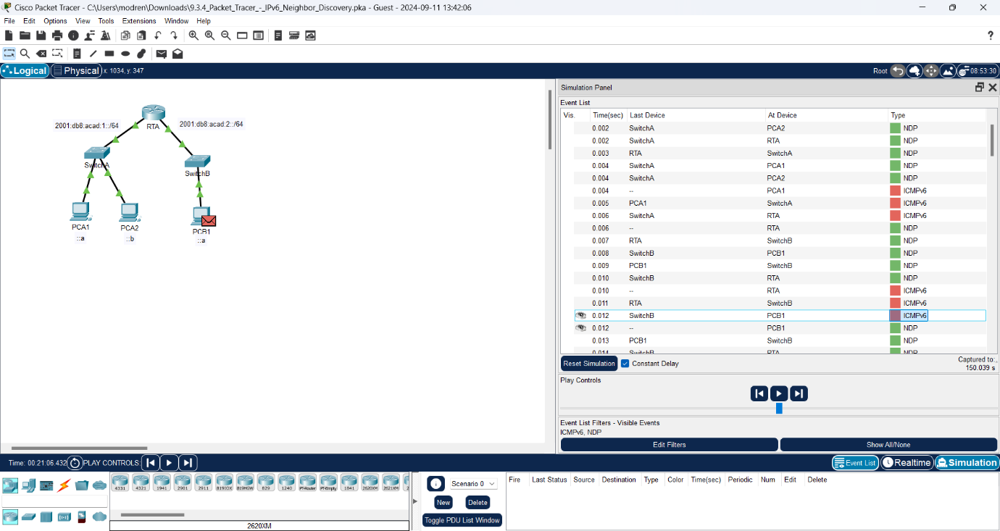 Cisco Packet Tracer - C:\Users\modren\Downloads\9.3.4_Packet_Tracer_-_IPv6_Neighbor_Discovery.pka - Guest - 2024-09-11 13:42:06
File Edit Options View Tools Extensions Window Help
?
Logical Physical x: 1034, y: 347 Root 08:53:30
2001:db8:acad:1::/64
RTA
2001:db8:acad:2::/64
SwitchA
SwitchB
PCA1
::a
PCA2
::b
PCB1
::a
Simulation Panel
Event List
Vis. Time(sec) Last Device At Device Type
0.002 SwitchA PCA2 NDP
0.002 SwitchA RTA NDP
0.003 RTA SwitchA NDP
0.004 SwitchA PCA1 NDP
0.004 SwitchA PCA2 NDP
0.004 -- PCA1 ICMPv6
0.005 PCA1 SwitchA ICMPv6
0.006 SwitchA RTA ICMPv6
0.006 -- RTA NDP
0.007 RTA SwitchB NDP
0.008 SwitchB PCB1 NDP
0.009 PCB1 SwitchB NDP
0.010 SwitchB RTA NDP
0.010 -- RTA ICMPv6
0.011 RTA SwitchB ICMPv6
0.012 SwitchB PCB1 ICMPv6
0.012 -- PCB1 NDP
0.013 PCB1 SwitchB NDP
0.014 SwitchB RTA NDP
Reset Simulation Constant Delay Captured to:
150.039 s
Play Controls
Event List Filters - Visible Events
ICMPv6, NDP
Edit Filters Show All/None
Time: 00:21:06.432 PLAY CONTROLS: Event List Realtime Simulation
4331 4321 1941 2901 2911 819IOX 819HGW 829 1240 PT-Router PT-Empty 1841 2620XM 2621XM 2
2620XM
Scenario 0
New Delete
Toggle PDU List Window
Fire Last Status Source Destination Type Color Time(sec) Periodic Num Edit Delete